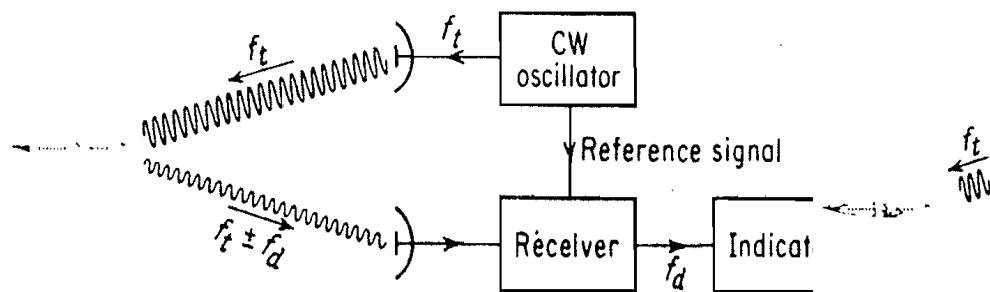 f_t
CW
oscillator
f_t
Reference signal
f_t
f_t ± f_d
Receiver
f_d
Indicat